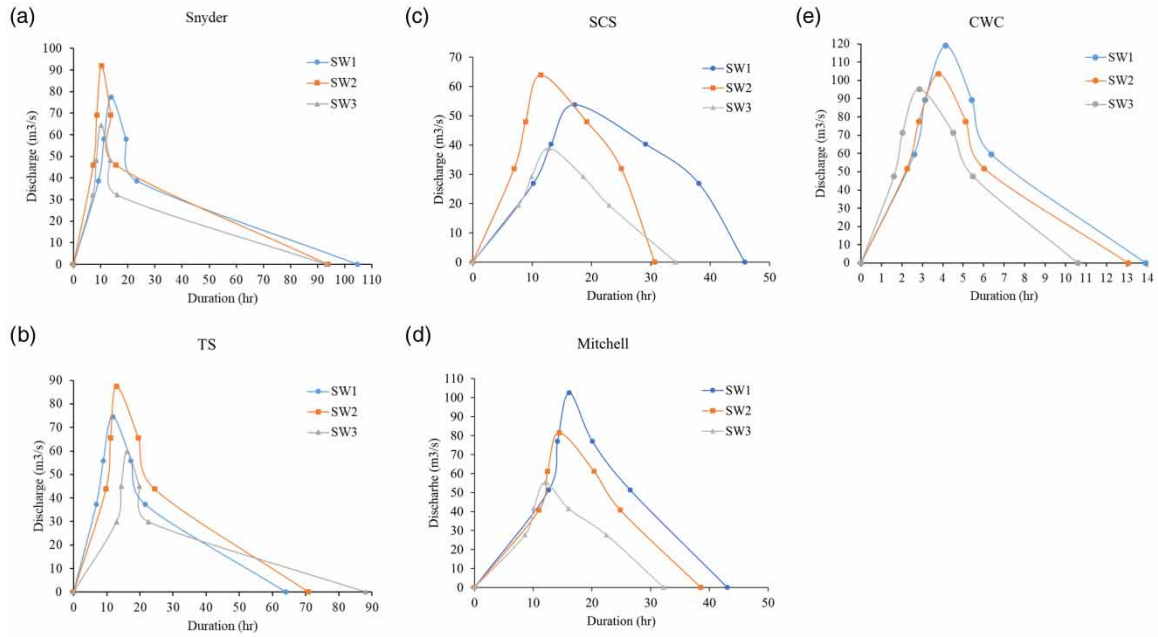 (a)
Snyder
100
90
80
70
60
50
40
30
20
10
0
Discharge (m3/s)
0 10 20 30 40 50 60 70 80 90 100 110
Duration (hr)
SW1
SW2
SW3
(c)
SCS
70
60
50
40
30
20
10
0
Discharge (m3/s)
0 10 20 30 40 50
Duration (hr)
SW1
SW2
SW3
(e)
CWC
120
110
100
90
80
70
60
50
40
30
20
10
0
Discharge (m3/s)
0 1 2 3 4 5 6 7 8 9 10 11 12 13 14
Duration (hr)
SW1
SW2
SW3
(b)
TS
90
80
70
60
50
40
30
20
10
0
Discharge (m3/s)
0 10 20 30 40 50 60 70 80 90
Duration (hr)
SW1
SW2
SW3
(d)
Mitchell
110
100
90
80
70
60
50
40
30
20
10
0
Discharhe (m3/s)
0 10 20 30 40 50
Duration (hr)
SW1
SW2
SW3